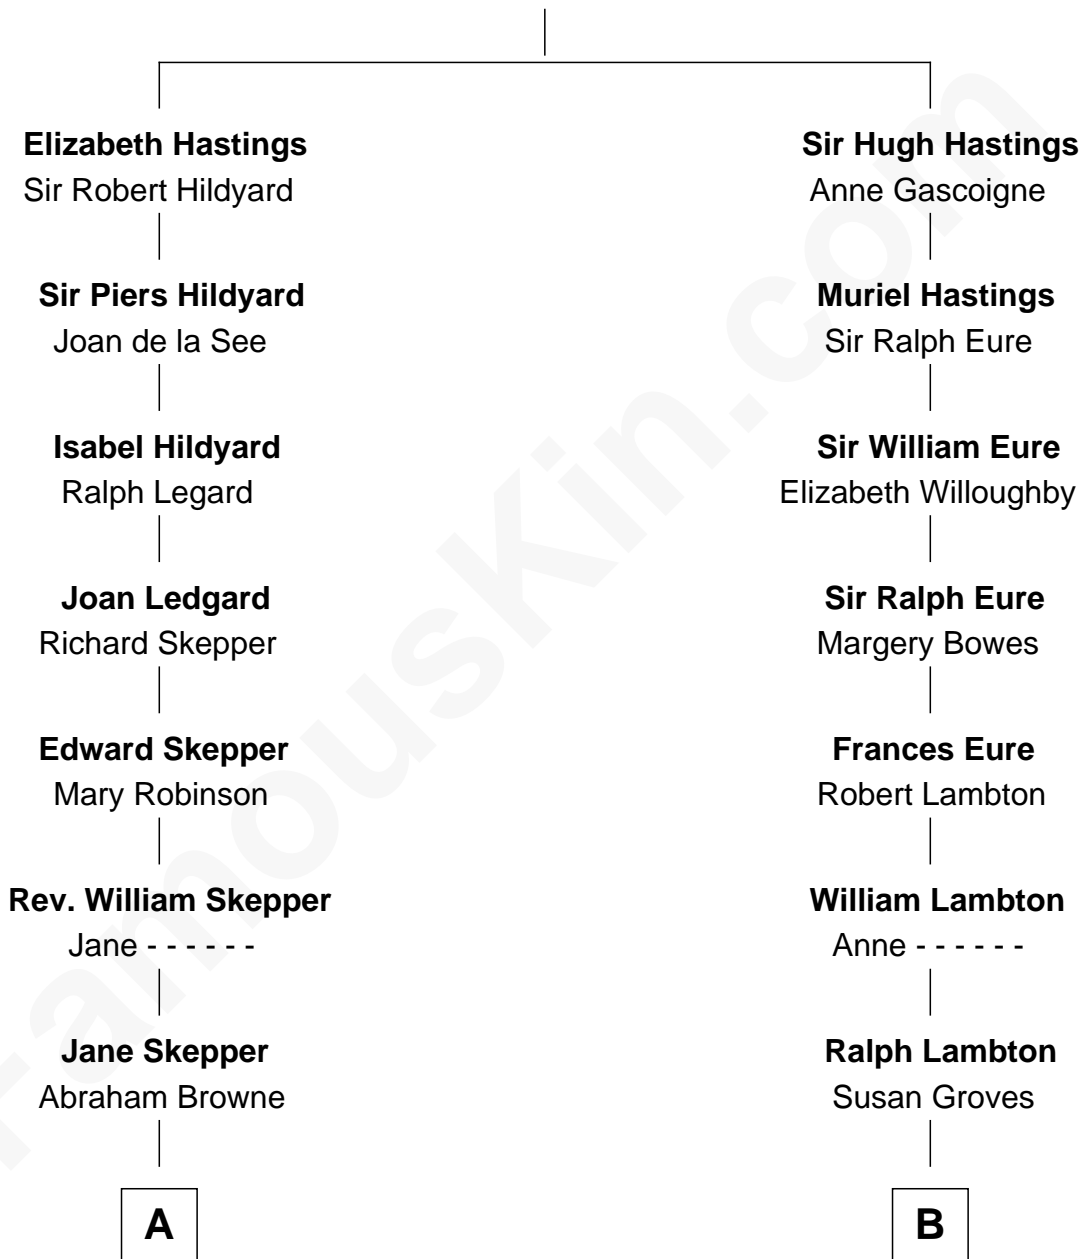 Elizabeth Hastings
Sir Robert Hildyard
Sir Piers Hildyard
Joan de la See
Isabel Hildyard
Ralph Legard
Joan Ledgard
Richard Skepper
Edward Skepper
Mary Robinson
Rev. William Skepper
Jane - - - - - -
Jane Skepper
Abraham Browne
A
Sir Hugh Hastings
Anne Gascoigne
Muriel Hastings
Sir Ralph Eure
Sir William Eure
Elizabeth Willoughby
Sir Ralph Eure
Margery Bowes
Frances Eure
Robert Lambton
William Lambton
Anne - - - - - -
Ralph Lambton
Susan Groves
B
FamousKin.com